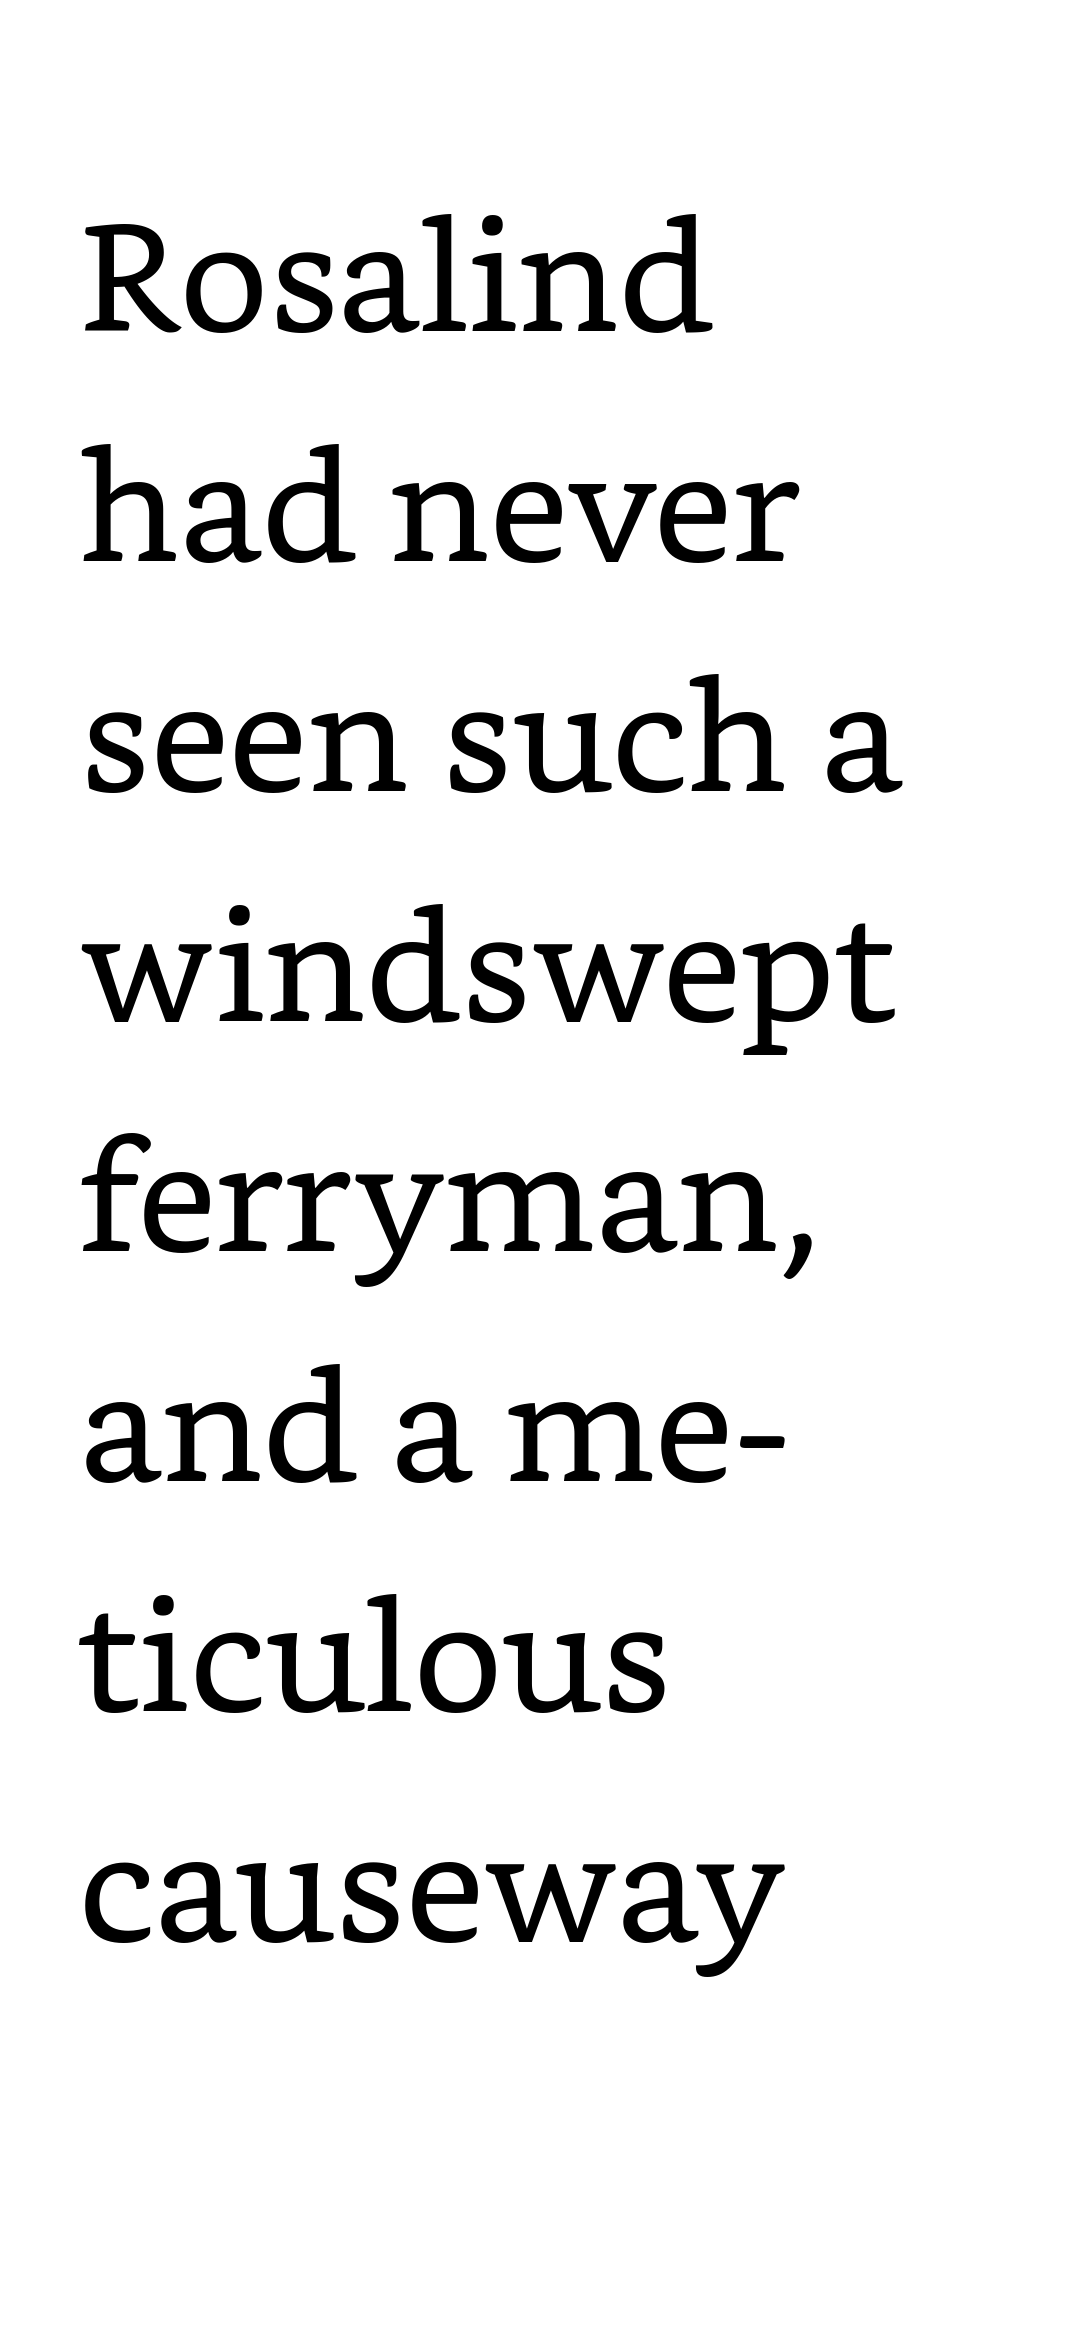 Rosalind
had never
seen such a
windswept
ferryman,
and a me-
ticulous
causeway